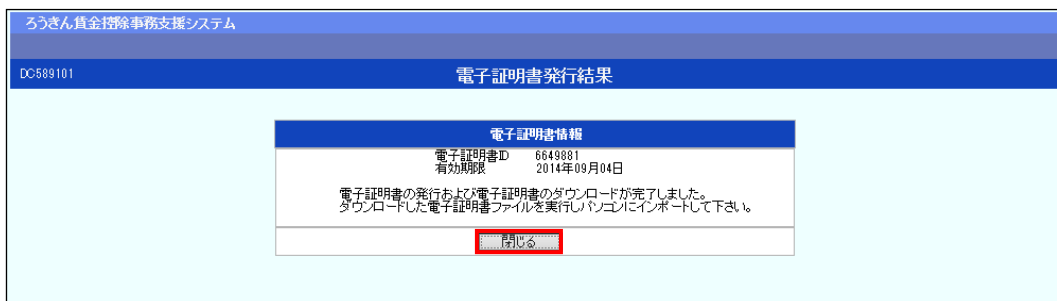 ろうきん賃金控除事務支援システム
DC589101
電子証明書発行結果
電子証明書情報
電子証明書ID 6649881
有効期限 2014年09月04日
電子証明書の発行および電子証明書のダウンロードが完了しました。
ダウンロードした電子証明書ファイルを実行しパソコンにインポートして下さい。
閉じる